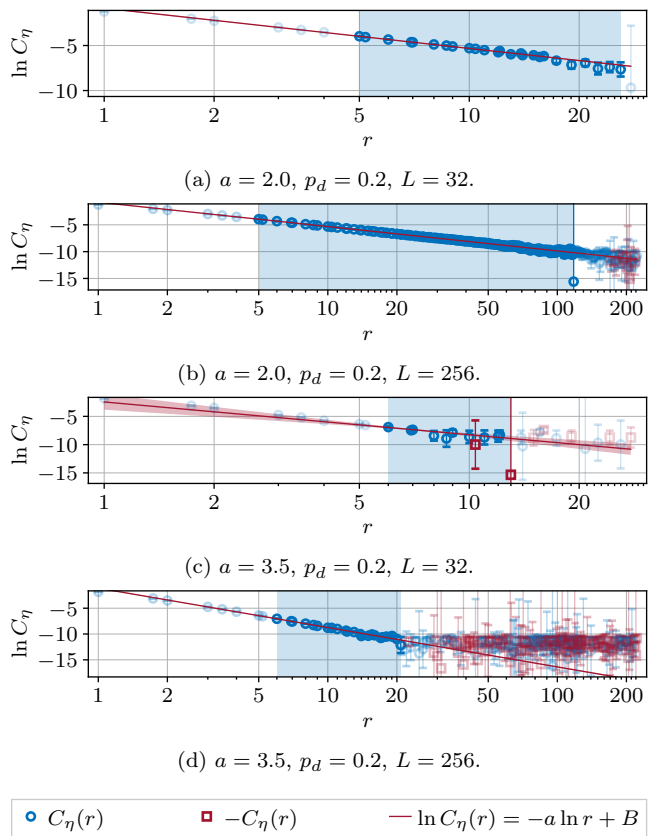 ln C_η
−5
−10
1
2
5
10
20
r
(a) a = 2.0, p_d = 0.2, L = 32.
ln C_η
−5
−10
−15
1
2
5
10
20
50
100
200
r
(b) a = 2.0, p_d = 0.2, L = 256.
ln C_η
−5
−10
−15
1
2
5
10
20
r
(c) a = 3.5, p_d = 0.2, L = 32.
ln C_η
−5
−10
−15
1
2
5
10
20
50
100
200
r
(d) a = 3.5, p_d = 0.2, L = 256.
C_η(r)
−C_η(r)
ln C_η(r) = −a ln r + B